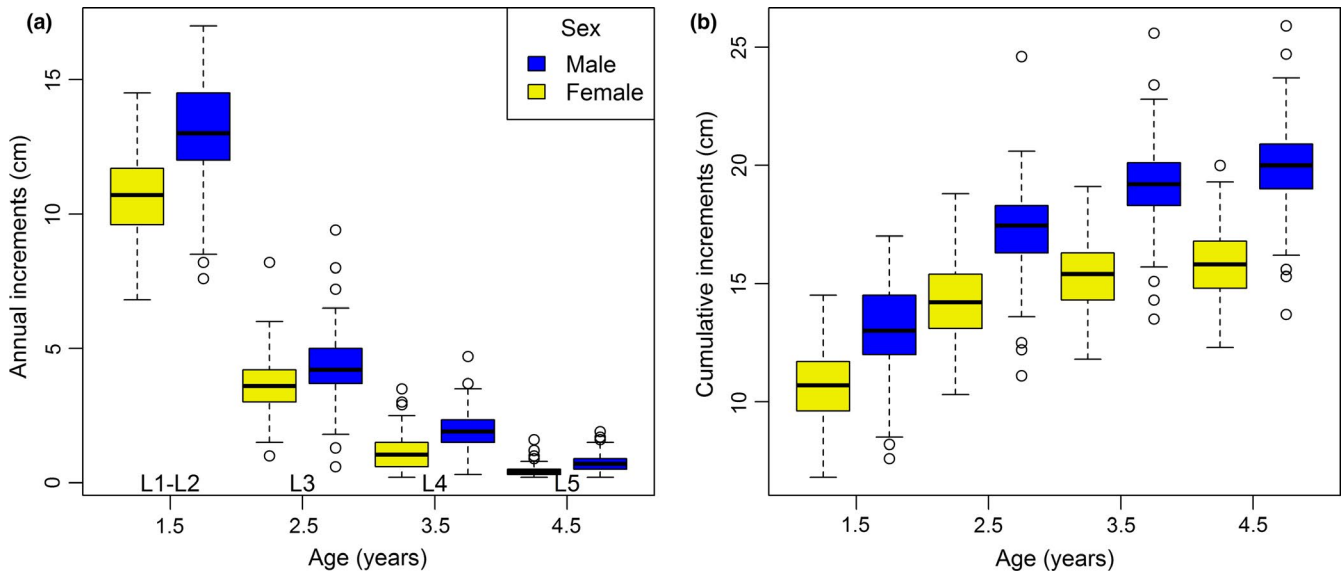 (a)
Sex
Male
Female
Annual increments (cm)
15
10
5
0
L1-L2 L3 L4 L5
1.5 2.5 3.5 4.5
Age (years)
(b)
Cumulative increments (cm)
25
20
15
10
1.5 2.5 3.5 4.5
Age (years)